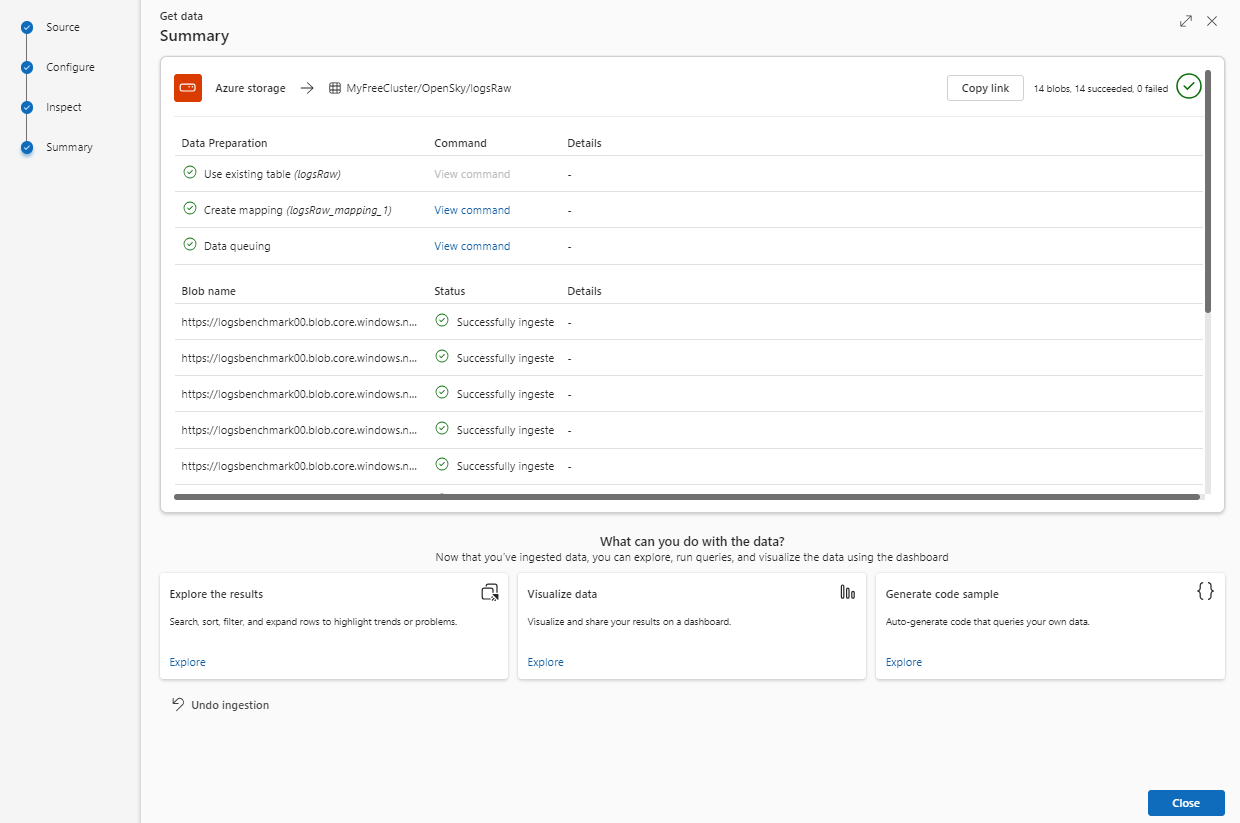 Source
Configure
Inspect
Summary
Get data
Summary
Azure storage
MyFreeCluster/OpenSky/logsRaw
Copy link
14 blobs, 14 succeeded, 0 failed
Data Preparation Command Details
Use existing table (logsRaw) View command -
Create mapping (logsRaw_mapping_1) View command -
Data queuing View command -
Blob name Status Details
https://logsbenchmark00.blob.core.windows.n... Successfully ingeste -
https://logsbenchmark00.blob.core.windows.n... Successfully ingeste -
https://logsbenchmark00.blob.core.windows.n... Successfully ingeste -
https://logsbenchmark00.blob.core.windows.n... Successfully ingeste -
https://logsbenchmark00.blob.core.windows.n... Successfully ingeste -
What can you do with the data?
Now that you've ingested data, you can explore, run queries, and visualize the data using the dashboard
Explore the results
Search, sort, filter, and expand rows to highlight trends or problems.
Explore
Visualize data
Visualize and share your results on a dashboard.
Explore
Generate code sample
Auto-generate code that queries your own data.
Explore
Undo ingestion
Close